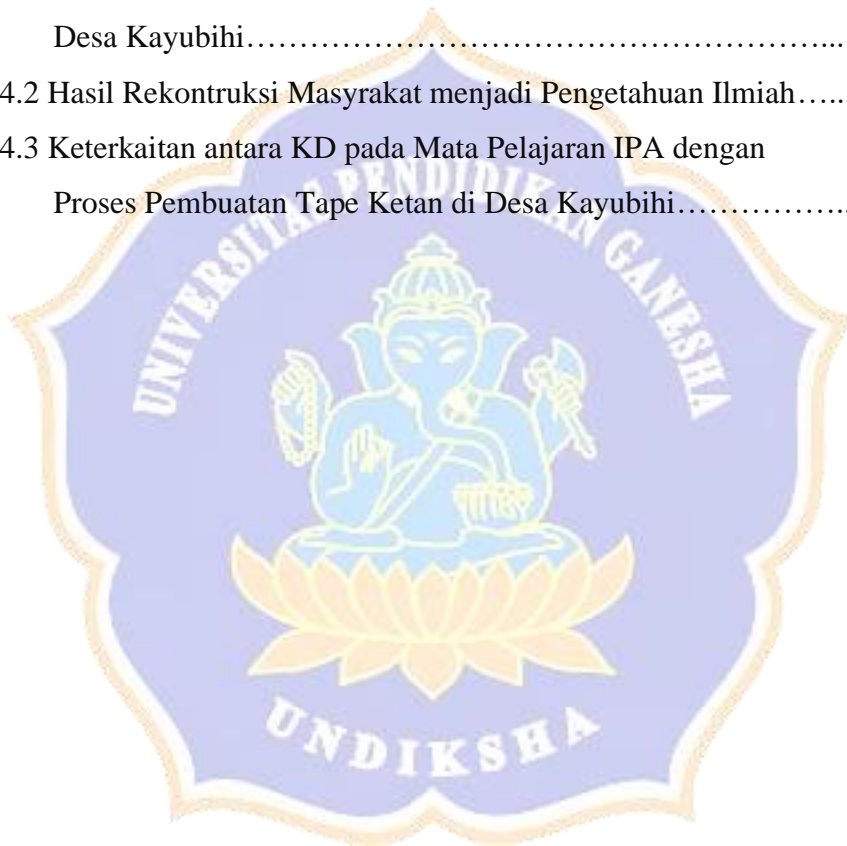 Desa Kayubihi…………………………………………………...
4.2 Hasil Rekontruksi Masyrakat menjadi Pengetahuan Ilmiah…...
4.3 Keterkaitan antara KD pada Mata Pelajaran IPA dengan
Proses Pembuatan Tape Ketan di Desa Kayubihi……………...
UNIVERSITAS PENDIDIKAN GANESHA
UNDIKSHA